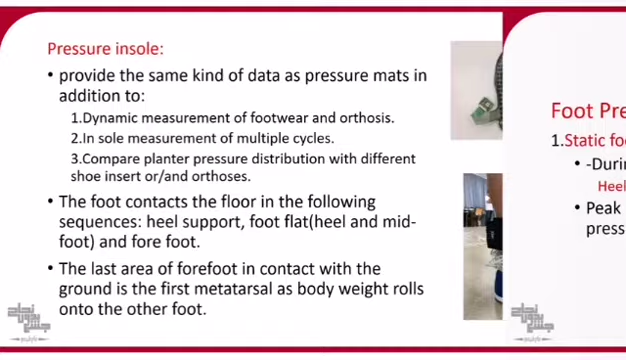 Pressure insole:
• provide the same kind of data as pressure mats in
addition to:
1.Dynamic measurement of footwear and orthosis.
2.In sole measurement of multiple cycles.
3.Compare planter pressure distribution with different
shoe insert or/and orthoses.
• The foot contacts the floor in the following
sequences: heel support, foot flat(heel and mid-
foot) and fore foot.
• The last area of forefoot in contact with the
ground is the first metatarsal as body weight rolls
onto the other foot.
Foot Pre
1.Static fo
• -Durin
Heel
• Peak
press